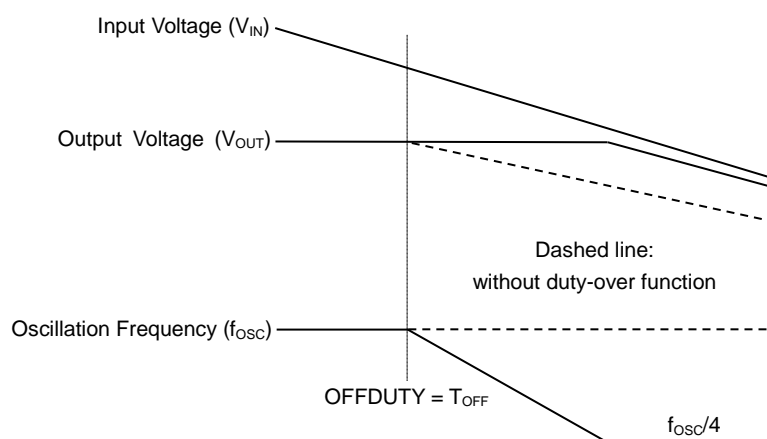 Input Voltage (VIN)
Output Voltage (VOUT)
Dashed line:
without duty-over function
Oscillation Frequency (fOSC)
OFFDUTY = TOFF
fOSC/4